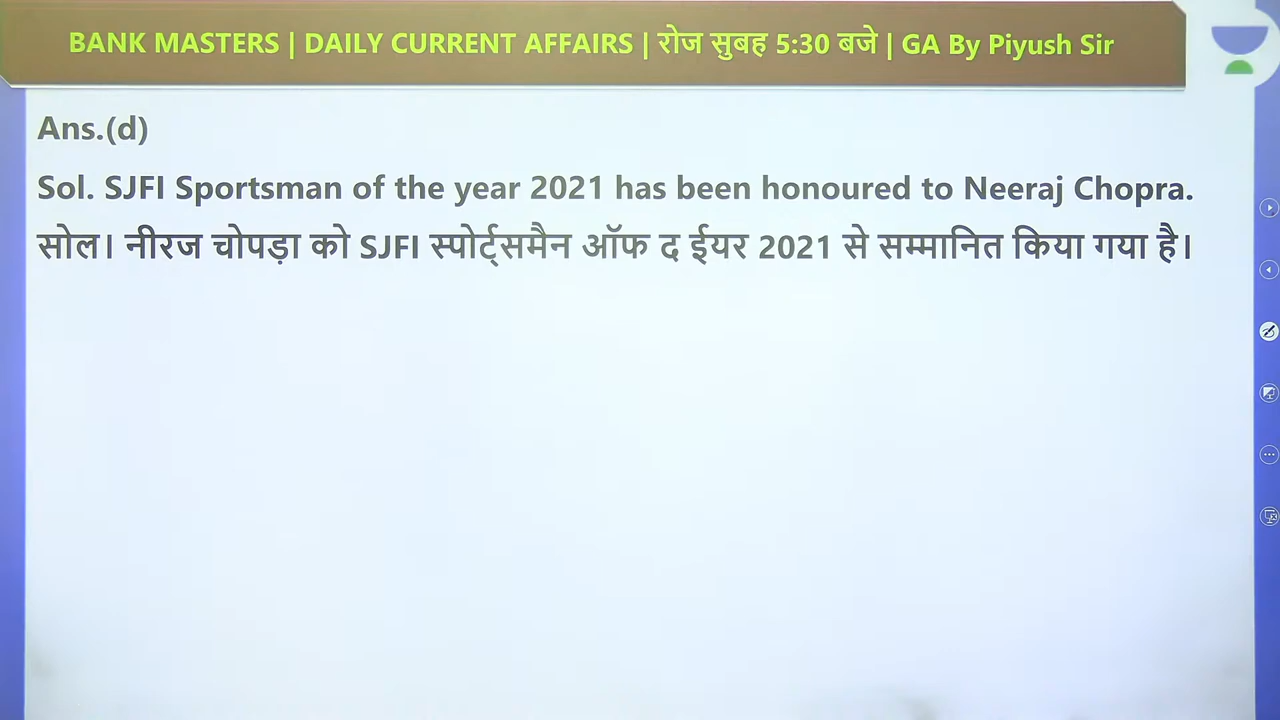 BANK MASTERS | DAILY CURRENT AFFAIRS | रोज सुबह 5:30 बजे | GA By Piyush Sir
Ans.(d)
Sol. SJFI Sportsman of the year 2021 has been honoured to Neeraj Chopra.
सोल। नीरज चोपड़ा को SJFI स्पोर्ट्समैन ऑफ द ईयर 2021 से सम्मानित किया गया है।